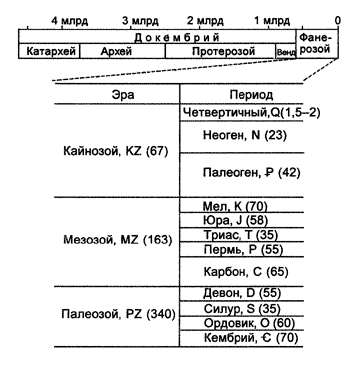 4 млрд 3 млрд 2 млрд 1 млрд 0
Докембрий
Фане-
розой
Катархей Архей Протерозой Венд
Эра Период
Кайнозой, KZ (67)
Четвертичный,Q(1,5–2)
Неоген, N (23)
Палеоген, P (42)
Мезозой, MZ (163)
Мел, K (70)
Юра, J (58)
Триас, T (35)
Пермь, P (55)
Карбон, C (65)
Палеозой, PZ (340)
Девон, D (55)
Силур, S (35)
Ордовик, O (60)
Кембрий, Є (70)